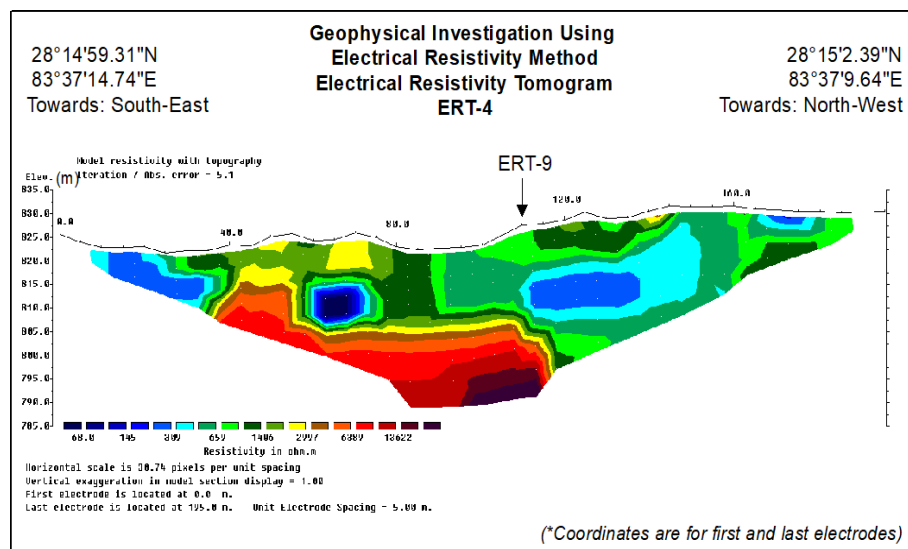 Geophysical Investigation Using
Electrical Resistivity Method
Electrical Resistivity Tomogram
ERT-4
28°14'59.31"N
83°37'14.74"E
Towards: South-East
28°15'2.39"N
83°37'9.64"E
Towards: North-West
Model resistivity with topography
Iteration / Abs. error = 5.1
ERT-9
Elev. (m)
835.0
830.0
825.0
820.0
815.0
810.0
805.0
800.0
795.0
790.0
785.0
0.0
40.0
80.0
120.0
160.0
68.0 145 309 659 1406 2997 6389 13622
Resistivity in ohm.m
Horizontal scale is 30.74 pixels per unit spacing
Vertical exaggeration in model section display = 1.00
First electrode is located at 0.0 m.
Last electrode is located at 195.0 m. Unit Electrode Spacing = 5.00 m.
(*Coordinates are for first and last electrodes)